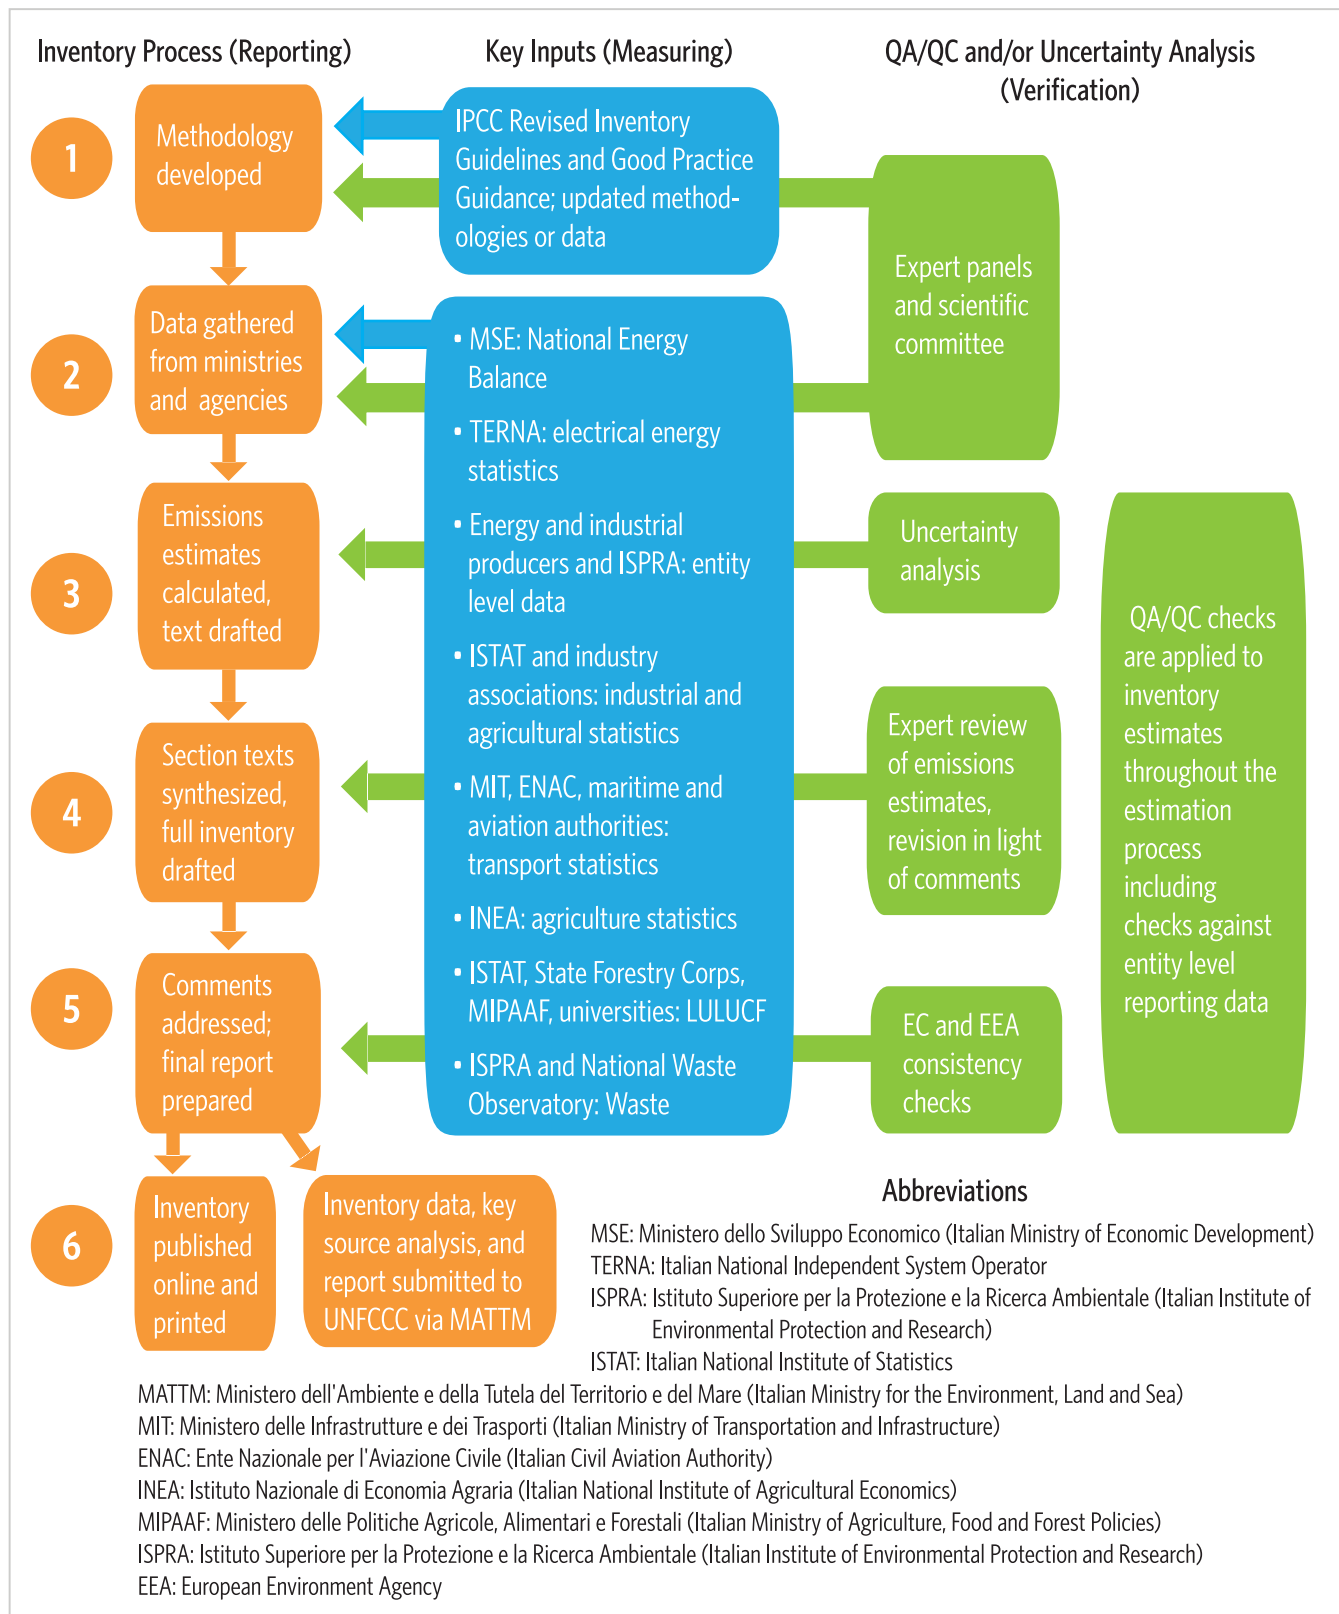 Inventory Process (Reporting)
Key Inputs (Measuring)
QA/QC and/or Uncertainty Analysis
(Verification)
1
Methodology
developed
IPCC Revised Inventory
Guidelines and Good Practice
Guidance; updated method-
ologies or data
Expert panels
and scientific
committee
2
Data gathered
from ministries
and agencies
• MSE: National Energy
Balance
• TERNA: electrical energy
statistics
• Energy and industrial
producers and ISPRA: entity
level data
• ISTAT and industry
associations: industrial and
agricultural statistics
• MIT, ENAC, maritime and
aviation authorities:
transport statistics
• INEA: agriculture statistics
• ISTAT, State Forestry Corps,
MIPAAF, universities: LULUCF
• ISPRA and National Waste
Observatory: Waste
3
Emissions
estimates
calculated,
text drafted
Uncertainty
analysis
QA/QC checks
are applied to
inventory
estimates
throughout the
estimation
process
including
checks against
entity level
reporting data
4
Section texts
synthesized,
full inventory
drafted
Expert review
of emissions
estimates,
revision in light
of comments
5
Comments
addressed;
final report
prepared
EC and EEA
consistency
checks
6
Inventory
published
online and
printed
Inventory data, key
source analysis, and
report submitted to
UNFCCC via MATTM
Abbreviations
MSE: Ministero dello Sviluppo Economico (Italian Ministry of Economic Development)
TERNA: Italian National Independent System Operator
ISPRA: Istituto Superiore per la Protezione e la Ricerca Ambientale (Italian Institute of
Environmental Protection and Research)
ISTAT: Italian National Institute of Statistics
MATTM: Ministero dell'Ambiente e della Tutela del Territorio e del Mare (Italian Ministry for the Environment, Land and Sea)
MIT: Ministero delle Infrastrutture e dei Trasporti (Italian Ministry of Transportation and Infrastructure)
ENAC: Ente Nazionale per l'Aviazione Civile (Italian Civil Aviation Authority)
INEA: Istituto Nazionale di Economia Agraria (Italian National Institute of Agricultural Economics)
MIPAAF: Ministero delle Politiche Agricole, Alimentari e Forestali (Italian Ministry of Agriculture, Food and Forest Policies)
ISPRA: Istituto Superiore per la Protezione e la Ricerca Ambientale (Italian Institute of Environmental Protection and Research)
EEA: European Environment Agency